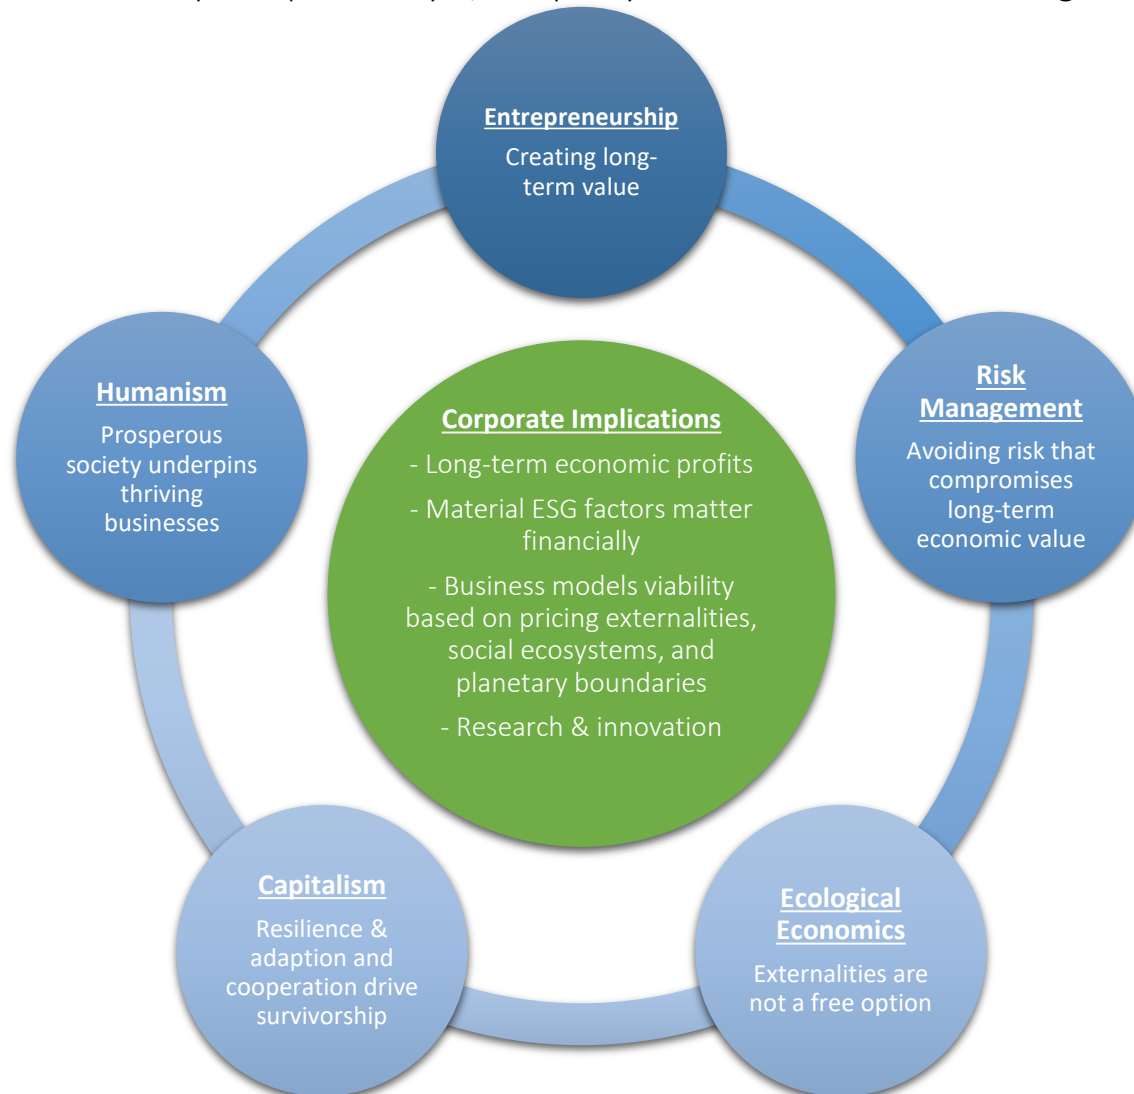 Entrepreneurship
Creating long-
term value
Risk
Management
Avoiding risk that
compromises
long-term
economic value
Humanism
Prosperous
society underpins
thriving
businesses
Corporate Implications
- Long-term economic profits
- Material ESG factors matter
financially
- Business models viability
based on pricing externalities,
social ecosystems, and
planetary boundaries
- Research & innovation
Capitalism
Resilience &
adaption and
cooperation drive
survivorship
Ecological
Economics
Externalities are
not a free option